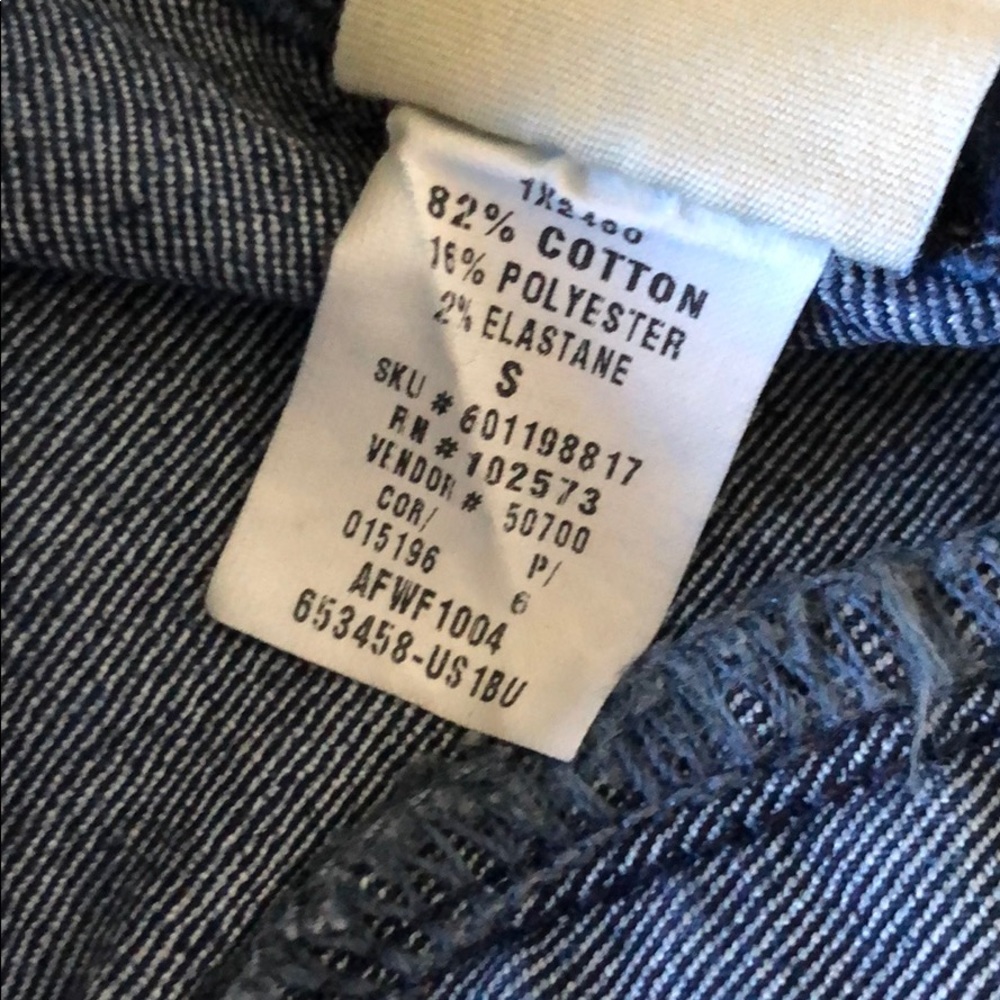 82% COTTON
16% POLYESTER
2% ELASTANE
S
SKU # 601198817
RN # 102573
VENDOR # 50700
COR/ P/
015196 6
AFWF1004
653458-US1BU